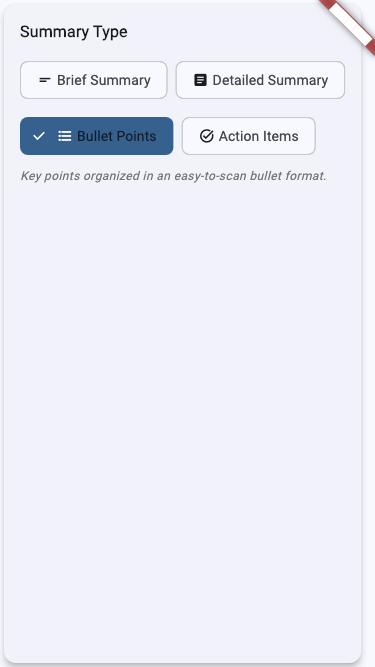 Summary Type
Brief Summary
Detailed Summary
Bullet Points
Action Items
Key points organized in an easy-to-scan bullet format.